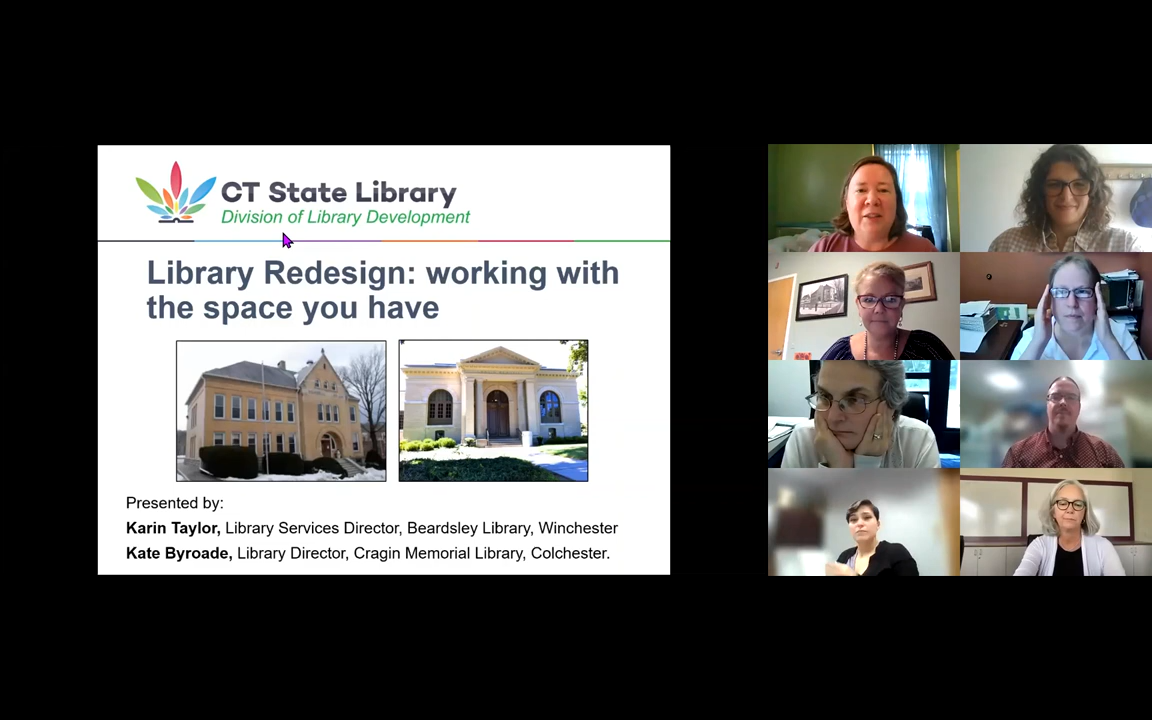 CT State Library
Division of Library Development
Library Redesign: working with
the space you have
Presented by:
Karin Taylor, Library Services Director, Beardsley Library, Winchester
Kate Byroade, Library Director, Cragin Memorial Library, Colchester.